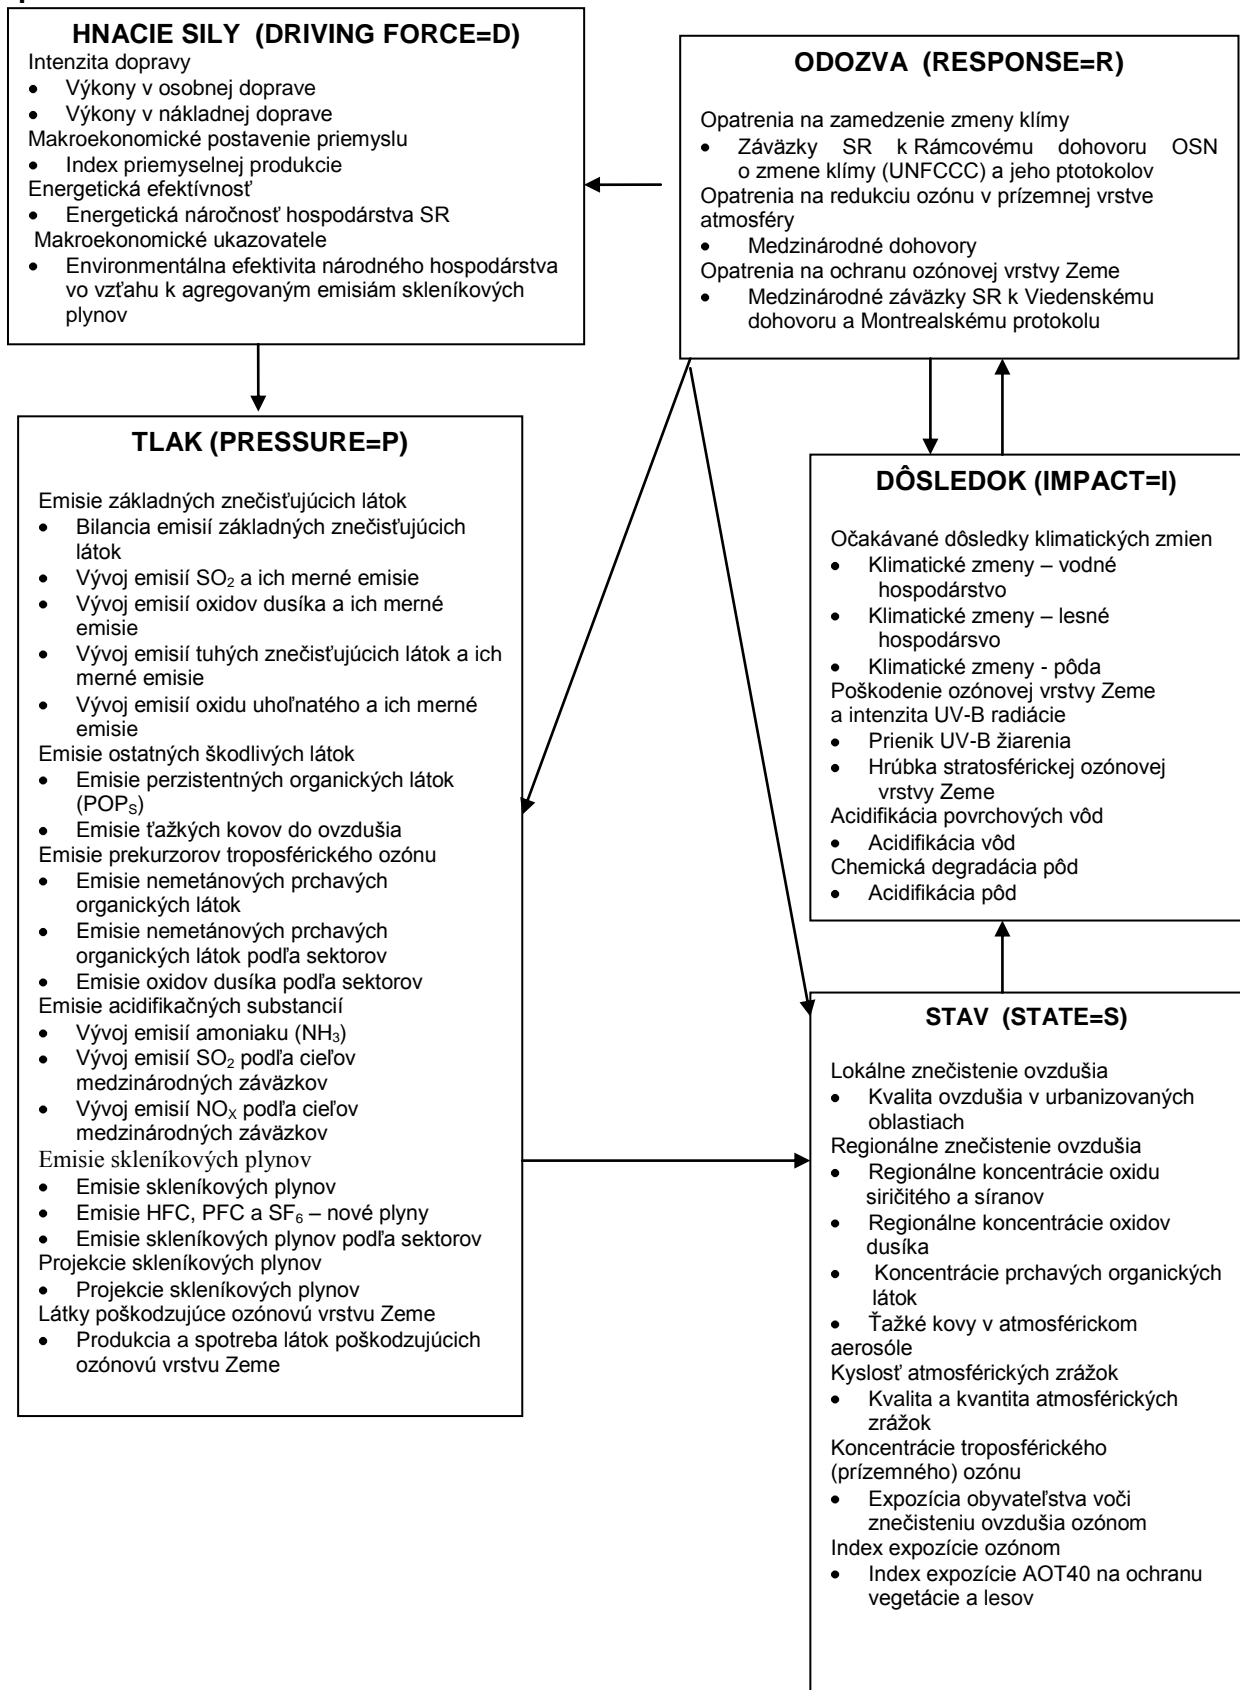 HNACIE SILY (DRIVING FORCE=D)
Intenzita dopravy
• Výkony v osobnej doprave
• Výkony v nákladnej doprave
Makroekonomické postavenie priemyslu
• Index priemyselnej produkcie
Energetická efektívnosť
• Energetická náročnosť hospodárstva SR
Makroekonomické ukazovatele
• Environmentálna efektivita národného hospodárstva
vo vzťahu k agregovaným emisiám skleníkových
plynov
ODOZVA (RESPONSE=R)
Opatrenia na zamedzenie zmeny klímy
• Záväzky SR k Rámcovému dohovoru OSN
o zmene klímy (UNFCCC) a jeho ptotokolov
Opatrenia na redukciu ozónu v prízemnej vrstve
atmosféry
• Medzinárodné dohovory
Opatrenia na ochranu ozónovej vrstvy Zeme
• Medzinárodné záväzky SR k Viedenskému
dohovoru a Montrealskému protokolu
TLAK (PRESSURE=P)
Emisie základných znečisťujúcich látok
• Bilancia emisií základných znečisťujúcich
látok
• Vývoj emisií SO₂ a ich merné emisie
• Vývoj emisií oxidov dusíka a ich merné
emisie
• Vývoj emisií tuhých znečisťujúcich látok a ich
merné emisie
• Vývoj emisií oxidu uhoľnatého a ich merné
emisie
Emisie ostatných škodlivých látok
• Emisie perzistentných organických látok
(POPS)
• Emisie ťažkých kovov do ovzdušia
Emisie prekurzorov troposférického ozónu
• Emisie nemetánových prchavých
organických látok
• Emisie nemetánových prchavých
organických látok podľa sektorov
• Emisie oxidov dusíka podľa sektorov
Emisie acidifikačných substancií
• Vývoj emisií amoniaku (NH₃)
• Vývoj emisií SO₂ podľa cieľov
medzinárodných záväzkov
• Vývoj emisií NOX podľa cieľov
medzinárodných záväzkov
Emisie skleníkových plynov
• Emisie skleníkových plynov
• Emisie HFC, PFC a SF₆ – nové plyny
• Emisie skleníkových plynov podľa sektorov
Projekcie skleníkových plynov
• Projekcie skleníkových plynov
Látky poškodzujúce ozónovú vrstvu Zeme
• Produkcia a spotreba látok poškodzujúcich
ozónovú vrstvu Zeme
DÔSLEDOK (IMPACT=I)
Očakávané dôsledky klimatických zmien
• Klimatické zmeny – vodné
hospodárstvo
• Klimatické zmeny – lesné
hospodársvo
• Klimatické zmeny - pôda
Poškodenie ozónovej vrstvy Zeme
a intenzita UV-B radiácie
• Prienik UV-B žiarenia
• Hrúbka stratosférickej ozónovej
vrstvy Zeme
Acidifikácia povrchových vôd
• Acidifikácia vôd
Chemická degradácia pôd
• Acidifikácia pôd
STAV (STATE=S)
Lokálne znečistenie ovzdušia
• Kvalita ovzdušia v urbanizovaných
oblastiach
Regionálne znečistenie ovzdušia
• Regionálne koncentrácie oxidu
siričitého a síranov
• Regionálne koncentrácie oxidov
dusíka
• Koncentrácie prchavých organických
látok
• Ťažké kovy v atmosférickom
aerosóle
Kyslosť atmosférických zrážok
• Kvalita a kvantita atmosférických
zrážok
Koncentrácie troposférického
(prízemného) ozónu
• Expozícia obyvateľstva voči
znečisteniu ovzdušia ozónom
Index expozície ozónom
• Index expozície AOT40 na ochranu
vegetácie a lesov